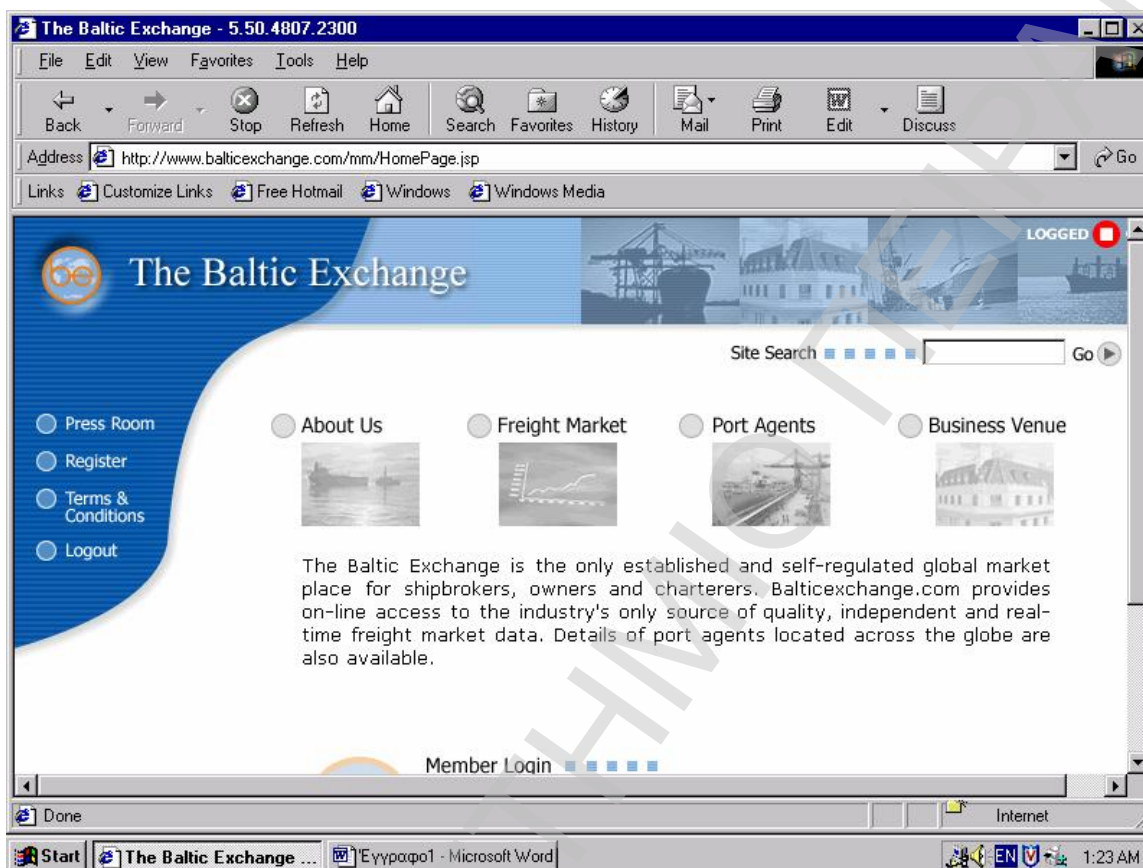 The Baltic Exchange - 5.50.4807.2300
File Edit View Favorites Tools Help
Back Forward Stop Refresh Home Search Favorites History Mail Print Edit Discuss
Address http://www.balticexchange.com/mm/HomePage.jsp Go
Links Customize Links Free Hotmail Windows Windows Media
LOGGED
be
The Baltic Exchange
Site Search Go
Press Room
Register
Terms &
Conditions
Logout
About Us Freight Market Port Agents Business Venue
The Baltic Exchange is the only established and self-regulated global market
place for shipbrokers, owners and charterers. Balticexchange.com provides
on-line access to the industry's only source of quality, independent and real-
time freight market data. Details of port agents located across the globe are
also available.
Member Login
Done Internet
Start The Baltic Exchange ... Έγγραφο1 - Microsoft Word EN 1:23 AM